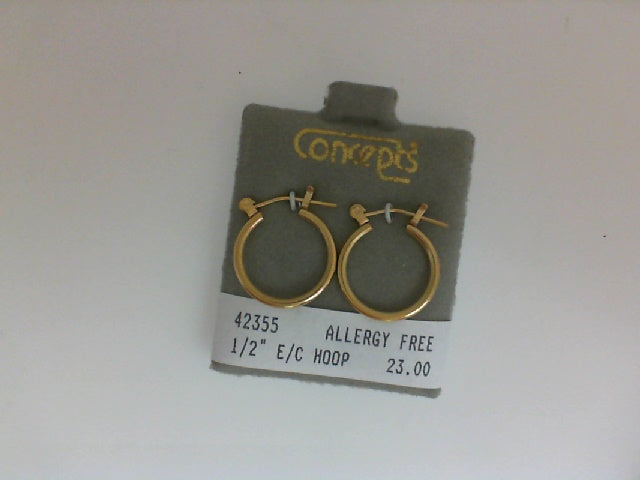 Concepts
42355 ALLERGY FREE
1/2" E/C HOOP 23.00